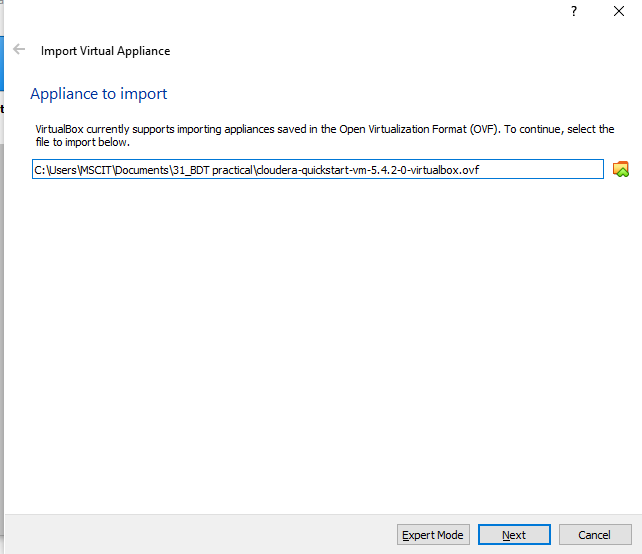 ?
Import Virtual Appliance
Appliance to import
VirtualBox currently supports importing appliances saved in the Open Virtualization Format (OVF). To continue, select the
file to import below.
C:\Users\MSCIT\Documents\31_BDT practical\cloudera-quickstart-vm-5.4.2-0-virtualbox.ovf
Expert Mode Next Cancel